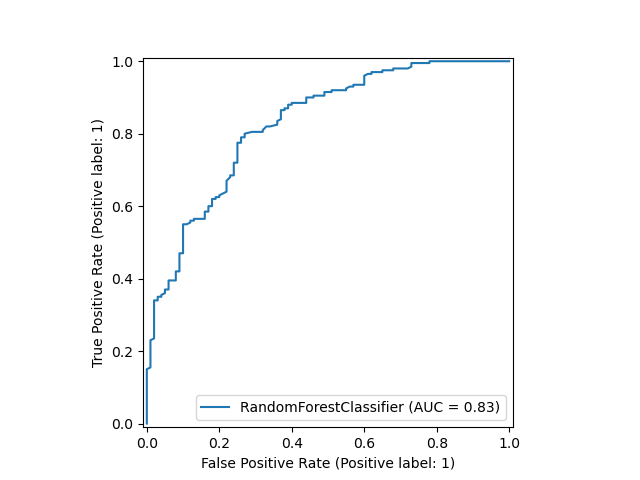 1.0
0.8
0.6
0.4
0.2
0.0
True Positive Rate (Positive label: 1)
RandomForestClassifier (AUC = 0.83)
0.0 0.2 0.4 0.6 0.8 1.0
False Positive Rate (Positive label: 1)